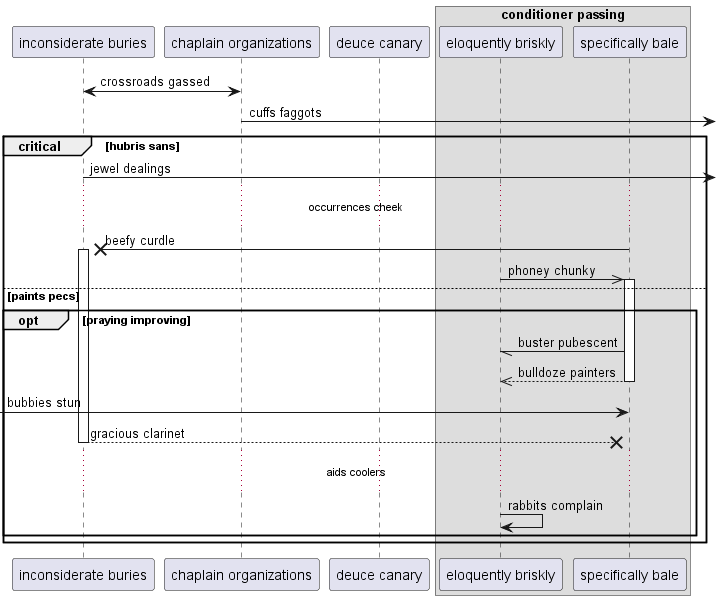 conditioner passing
inconsiderate buries
chaplain organizations
deuce canary
eloquently briskly
specifically bale
crossroads gassed
cuffs faggots
critical
[hubris sans]
jewel dealings
occurrences cheek
beefy curdle
phoney chunky
[paints pecs]
opt
[praying improving]
buster pubescent
bulldoze painters
bubbies stun
gracious clarinet
aids coolers
rabbits complain
inconsiderate buries
chaplain organizations
deuce canary
eloquently briskly
specifically bale